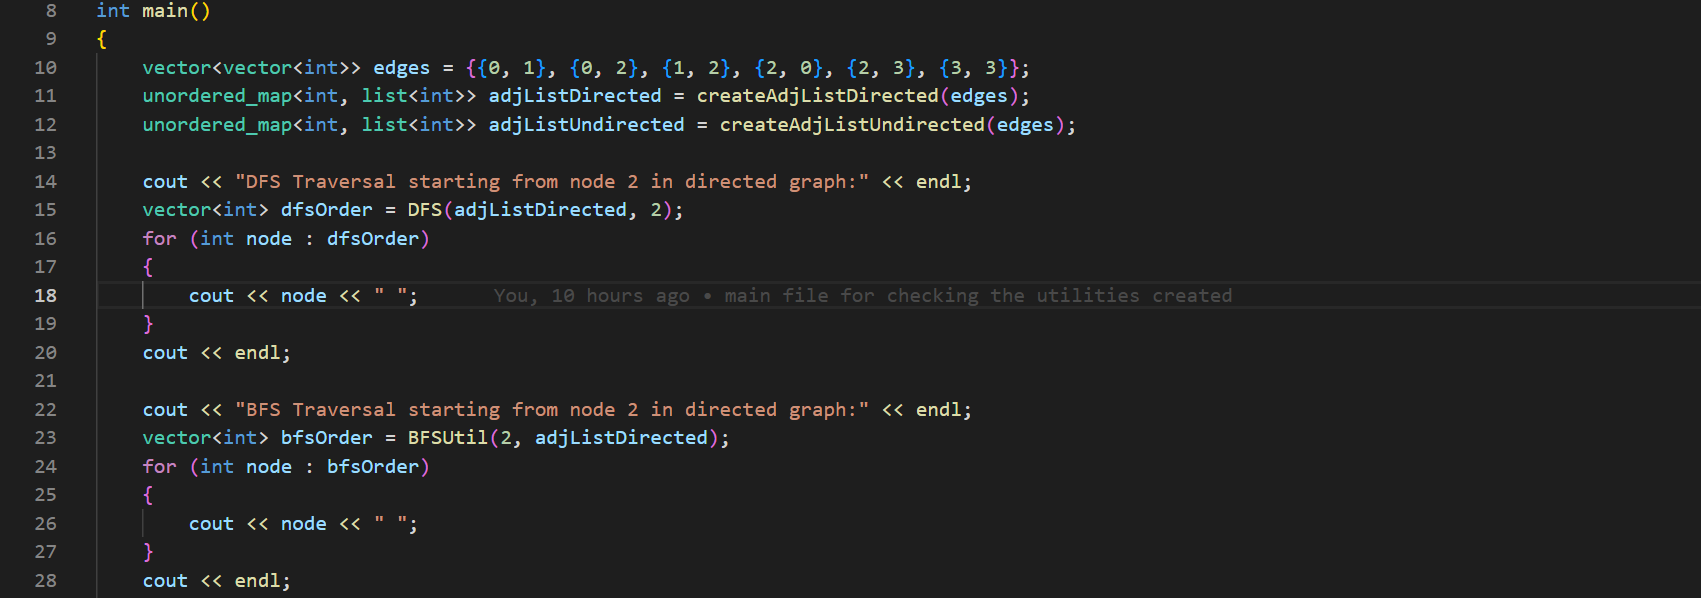 8 int main()
9 {
10 vector<vector<int>> edges = {{0, 1}, {0, 2}, {1, 2}, {2, 0}, {2, 3}, {3, 3}};
11 unordered_map<int, list<int>> adjListDirected = createAdjListDirected(edges);
12 unordered_map<int, list<int>> adjListUndirected = createAdjListUndirected(edges);
13
14 cout << "DFS Traversal starting from node 2 in directed graph:" << endl;
15 vector<int> dfsOrder = DFS(adjListDirected, 2);
16 for (int node : dfsOrder)
17 {
18 cout << node << " "; You, 10 hours ago • main file for checking the utilities created
19 }
20 cout << endl;
21
22 cout << "BFS Traversal starting from node 2 in directed graph:" << endl;
23 vector<int> bfsOrder = BFSUtil(2, adjListDirected);
24 for (int node : bfsOrder)
25 {
26 cout << node << " ";
27 }
28 cout << endl;